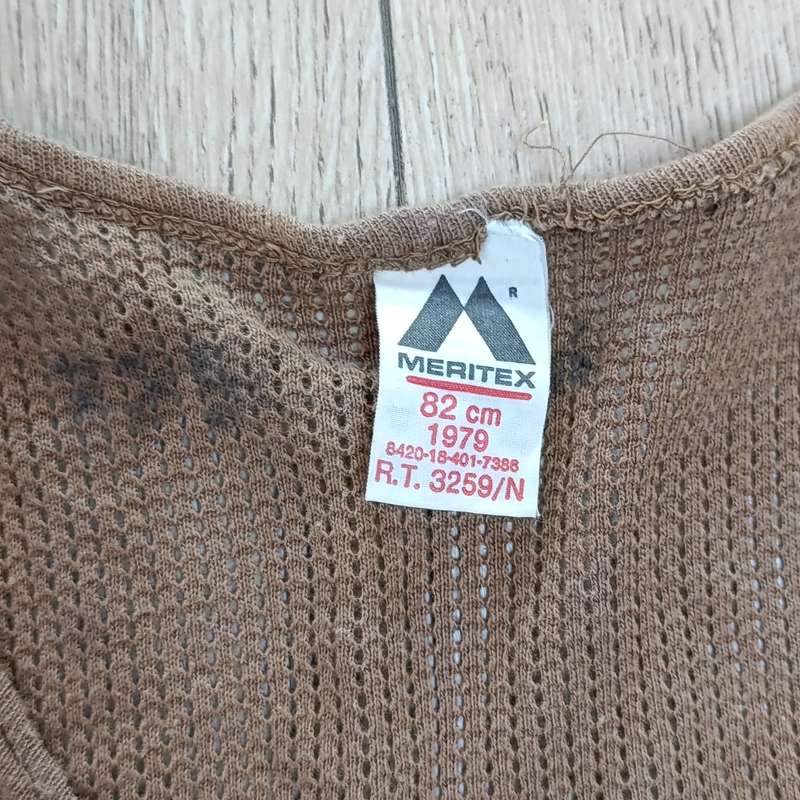 R
MERITEX
82 cm
1979
8420-18-401-7386
R.T. 3259/N